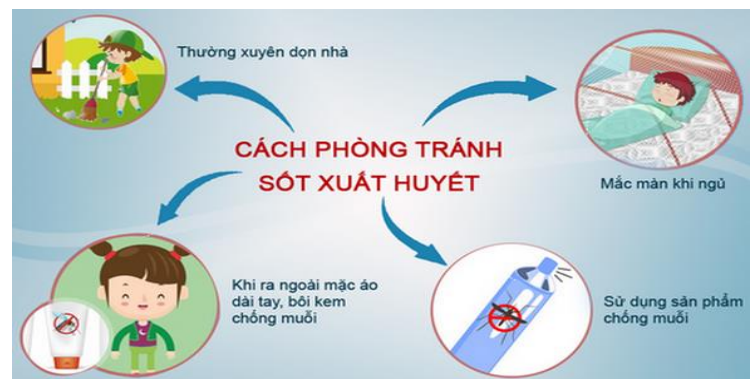 Thường xuyên dọn nhà
CÁCH PHÒNG TRÁNH
SỐT XUẤT HUYẾT
Mắc màn khi ngủ
Khi ra ngoài mặc áo
dài tay, bôi kem
chống muỗi
Sử dụng sản phẩm
chống muỗi